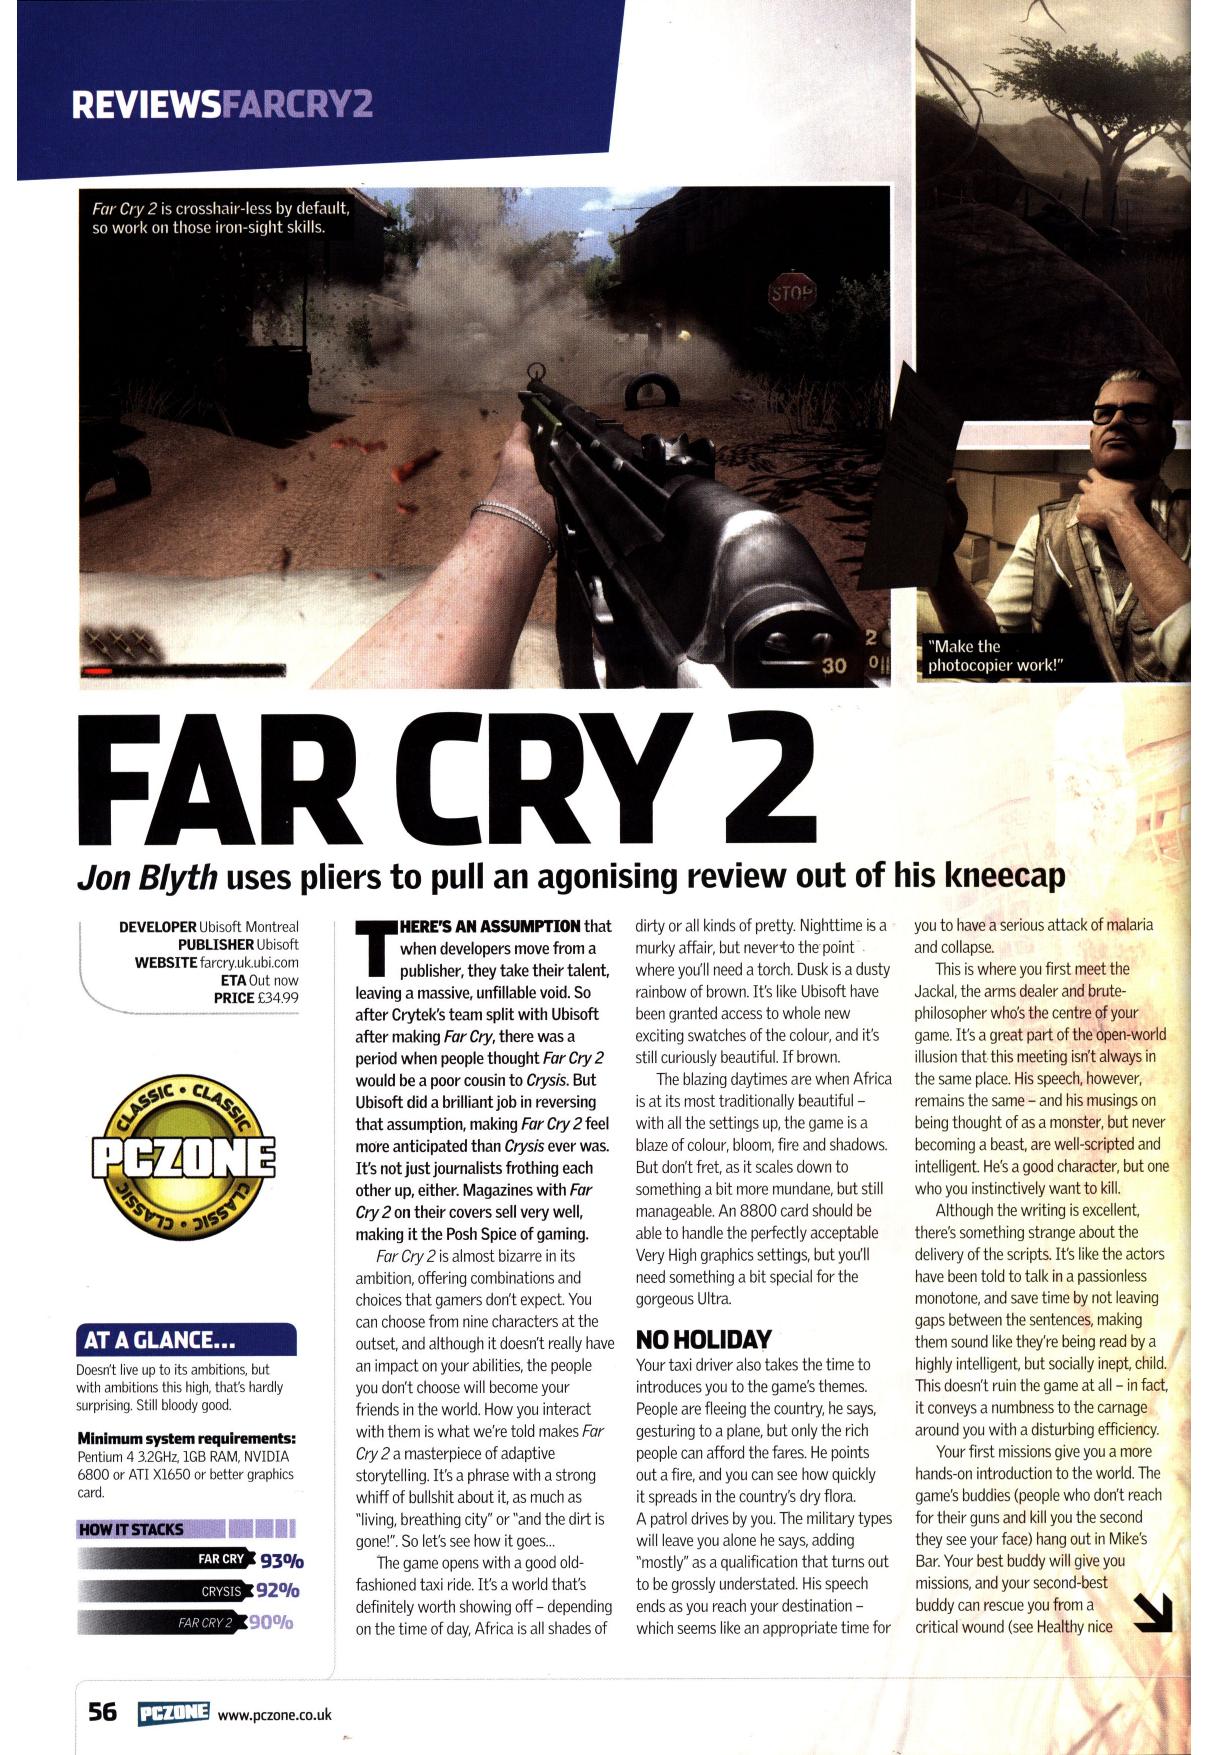 REVIEWSFARCRY2
Far Cry 2 is crosshair-less by default,
so work on those iron-sight skills.
STOP
30
2
"Make the
photocopier work!"
FAR CRY 2
Jon Blyth uses pliers to pull an agonising review out of his kneecap
DEVELOPER Ubisoft Montreal
PUBLISHER Ubisoft
WEBSITE farcry.uk.ubi.com
ETA Out now
PRICE £34.99
CLASSIC • CLASSIC
PCZONE
CLASSIC • CLASSIC
AT A GLANCE...
Doesn't live up to its ambitions, but
with ambitions this high, that's hardly
surprising. Still bloody good.
Minimum system requirements:
Pentium 4 3.2GHz, 1GB RAM, NVIDIA
6800 or ATI X1650 or better graphics
card.
HOW IT STACKS
FAR CRY 93%
CRYSIS 92%
FAR CRY 2 90%
THERE'S AN ASSUMPTION that
when developers move from a
publisher, they take their talent,
leaving a massive, unfillable void. So
after Crytek's team split with Ubisoft
after making Far Cry, there was a
period when people thought Far Cry 2
would be a poor cousin to Crysis. But
Ubisoft did a brilliant job in reversing
that assumption, making Far Cry 2 feel
more anticipated than Crysis ever was.
It's not just journalists frothing each
other up, either. Magazines with Far
Cry 2 on their covers sell very well,
making it the Posh Spice of gaming.
Far Cry 2 is almost bizarre in its
ambition, offering combinations and
choices that gamers don't expect. You
can choose from nine characters at the
outset, and although it doesn't really have
an impact on your abilities, the people
you don't choose will become your
friends in the world. How you interact
with them is what we're told makes Far
Cry 2 a masterpiece of adaptive
storytelling. It's a phrase with a strong
whiff of bullshit about it, as much as
"living, breathing city" or "and the dirt is
gone!". So let's see how it goes...
The game opens with a good old-
fashioned taxi ride. It's a world that's
definitely worth showing off – depending
on the time of day, Africa is all shades of
dirty or all kinds of pretty. Nighttime is a
murky affair, but never to the point
where you'll need a torch. Dusk is a dusty
rainbow of brown. It's like Ubisoft have
been granted access to whole new
exciting swatches of the colour, and it's
still curiously beautiful. If brown.
The blazing daytimes are when Africa
is at its most traditionally beautiful –
with all the settings up, the game is a
blaze of colour, bloom, fire and shadows.
But don't fret, as it scales down to
something a bit more mundane, but still
manageable. An 8800 card should be
able to handle the perfectly acceptable
Very High graphics settings, but you'll
need something a bit special for the
gorgeous Ultra.
NO HOLIDAY
Your taxi driver also takes the time to
introduces you to the game's themes.
People are fleeing the country, he says,
gesturing to a plane, but only the rich
people can afford the fares. He points
out a fire, and you can see how quickly
it spreads in the country's dry flora.
A patrol drives by you. The military types
will leave you alone he says, adding
"mostly" as a qualification that turns out
to be grossly understated. His speech
ends as you reach your destination –
which seems like an appropriate time for
you to have a serious attack of malaria
and collapse.
This is where you first meet the
Jackal, the arms dealer and brute-
philosopher who's the centre of your
game. It's a great part of the open-world
illusion that this meeting isn't always in
the same place. His speech, however,
remains the same – and his musings on
being thought of as a monster, but never
becoming a beast, are well-scripted and
intelligent. He's a good character, but one
who you instinctively want to kill.
Although the writing is excellent,
there's something strange about the
delivery of the scripts. It's like the actors
have been told to talk in a passionless
monotone, and save time by not leaving
gaps between the sentences, making
them sound like they're being read by a
highly intelligent, but socially inept, child.
This doesn't ruin the game at all – in fact,
it conveys a numbness to the carnage
around you with a disturbing efficiency.
Your first missions give you a more
hands-on introduction to the world. The
game's buddies (people who don't reach
for their guns and kill you the second
they see your face) hang out in Mike's
Bar. Your best buddy will give you
missions, and your second-best
buddy can rescue you from a
critical wound (see Healthy nice
56 PCZONE www.pczone.co.uk